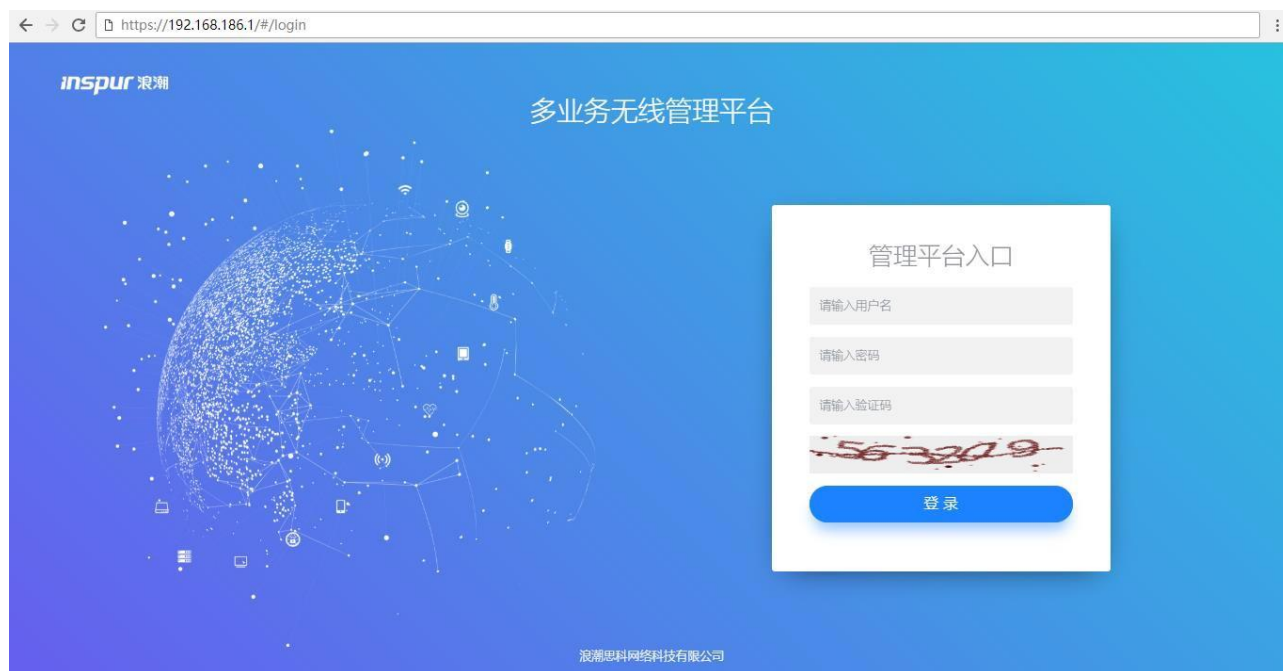 https://192.168.186.1/#/login
inspur 浪潮
多业务无线管理平台
管理平台入口
请输入用户名
请输入密码
请输入验证码
563209
登 录
浪潮思科网络科技有限公司